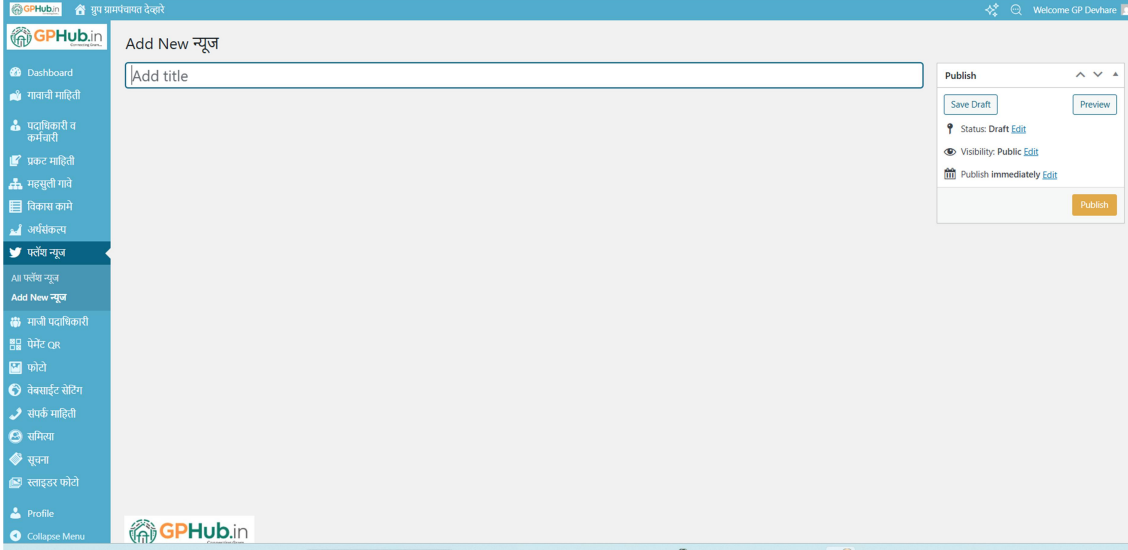 GPHub.in ग्रुप ग्रामपंचायत देव्हारे Welcome GP Devhare
GPHub.in
Add New न्यूज
Add title
Dashboard
गावाची माहिती
पदाधिकारी व
कर्मचारी
प्रकट माहिती
महसुली गावे
विकास कामे
अर्थसंकल्प
फ्लॅश न्यूज
All फ्लॅश न्यूज
Add New न्यूज
माजी पदाधिकारी
पेमेंट QR
फोटो
वेबसाईट सेटिंग
संपर्क माहिती
समित्या
सूचना
स्लाइडर फोटो
Profile
Collapse Menu
Publish
Save Draft Preview
Status: Draft Edit
Visibility: Public Edit
Publish immediately Edit
Publish
GPHub.in